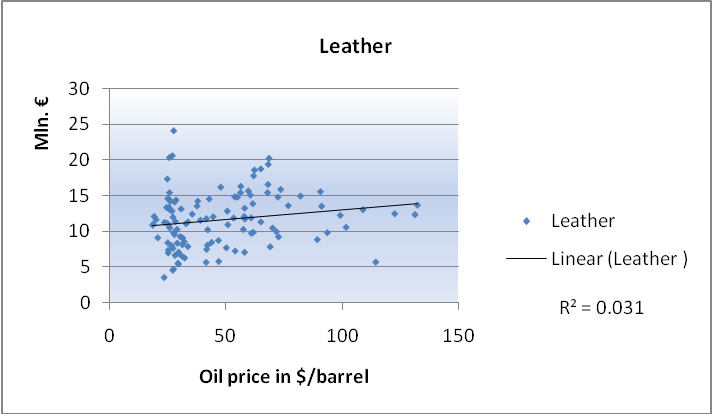 Leather
Mln. €
30
25
20
15
10
5
0
0 50 100 150
Oil price in $/barrel
Leather
Linear (Leather )
R² = 0.031